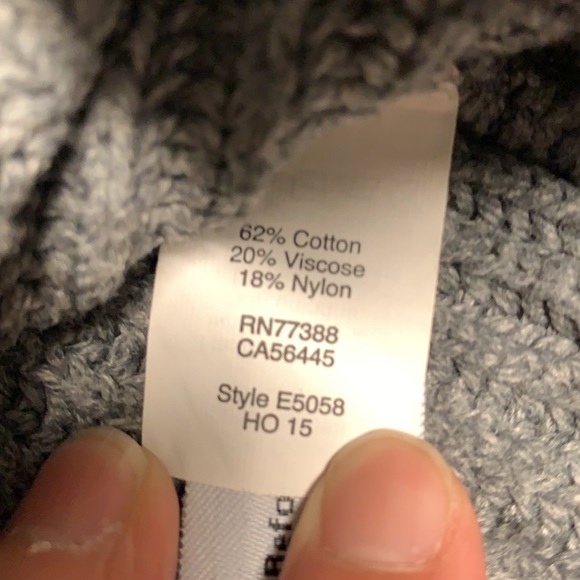 62% Cotton
20% Viscose
18% Nylon
RN77388
CA56445
Style E5058
HO 15